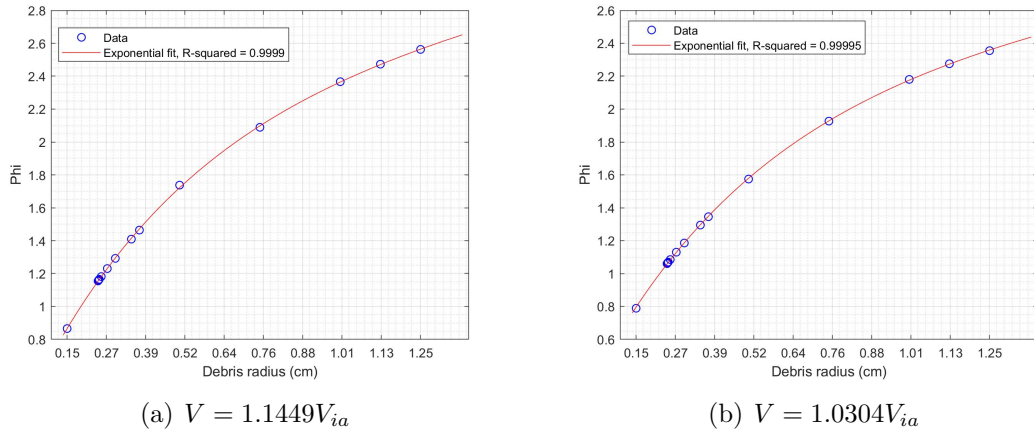 2.8
2.6
2.4
2.2
2
1.8
1.6
1.4
1.2
1
0.8
Phi
Data
Exponential fit, R-squared = 0.9999
0.15 0.27 0.39 0.52 0.64 0.76 0.88 1.01 1.13 1.25
Debris radius (cm)
(a) V = 1.1449V_{ia}
2.6
2.4
2.2
2
1.8
1.6
1.4
1.2
1
0.8
0.6
Phi
Data
Exponential fit, R-squared = 0.99995
0.15 0.27 0.39 0.52 0.64 0.76 0.88 1.01 1.13 1.25
Debris radius (cm)
(b) V = 1.0304V_{ia}